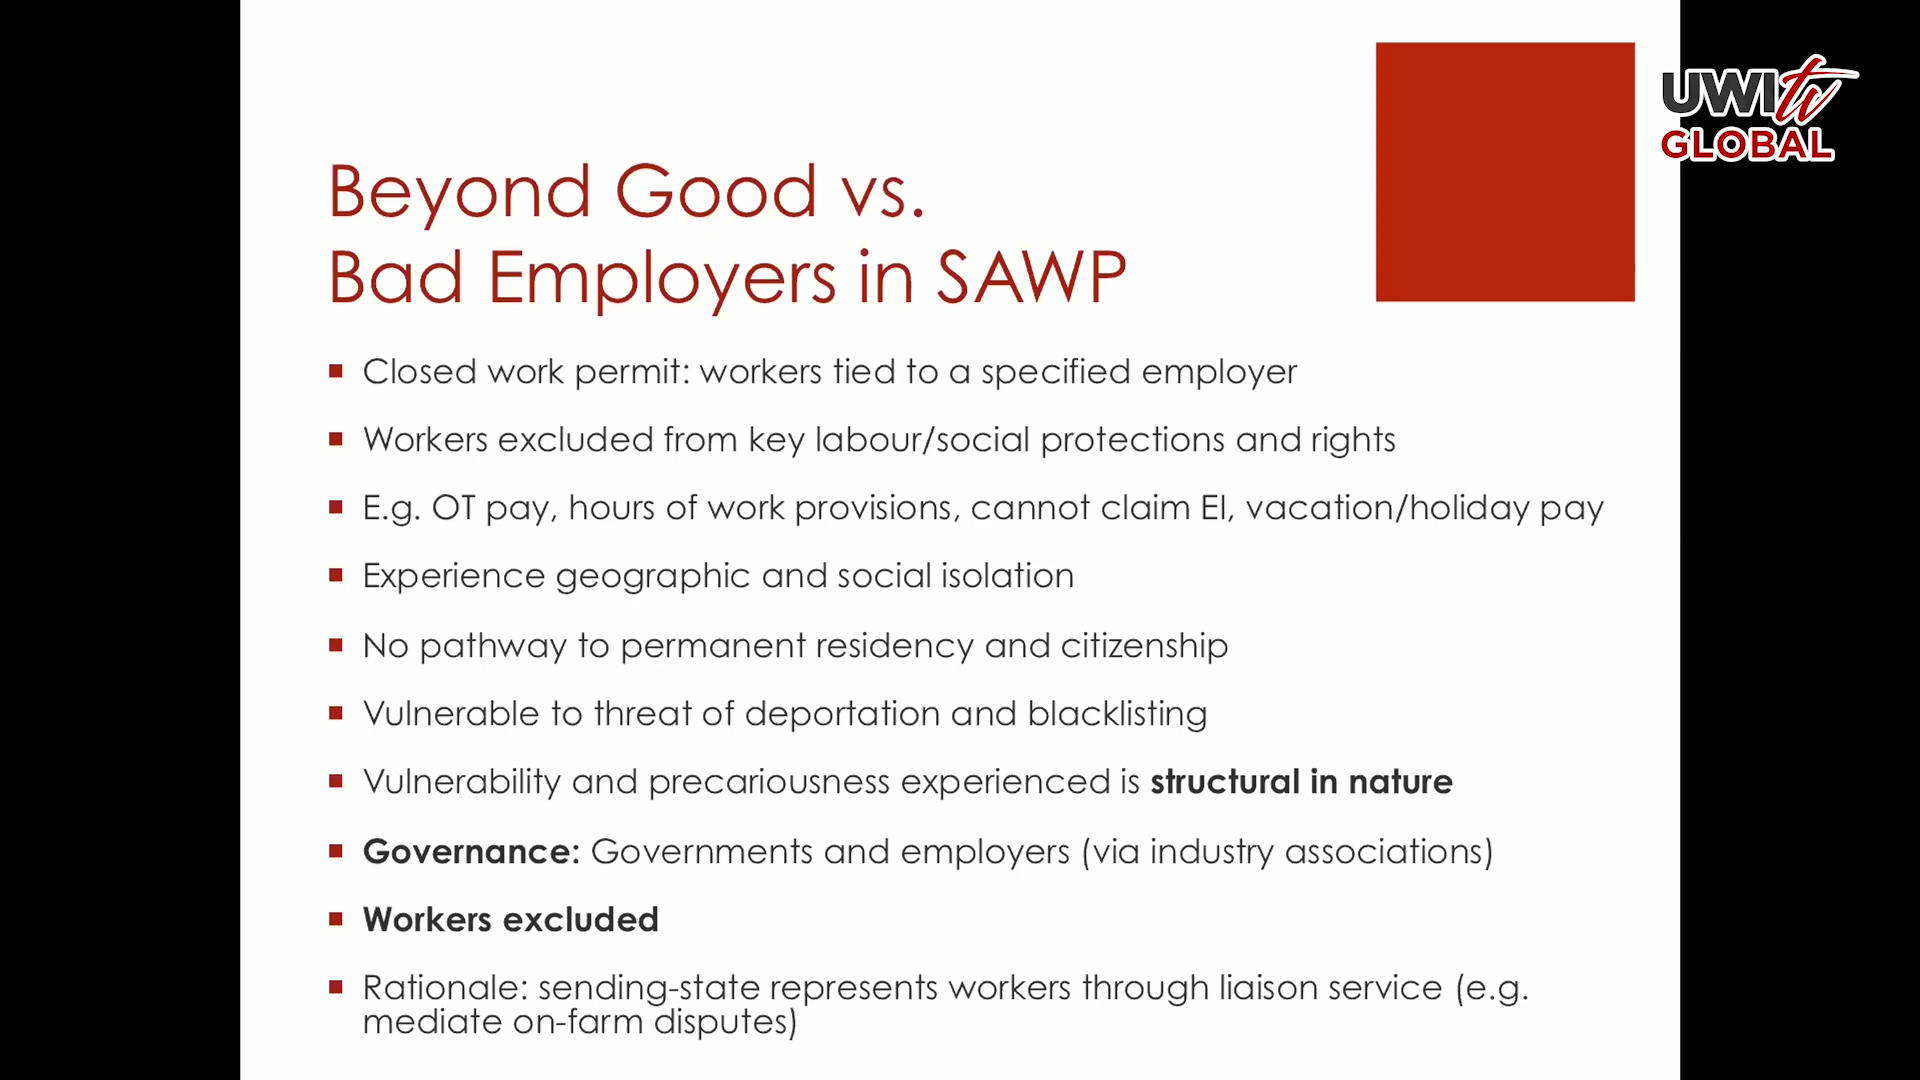 UWI tv
GLOBAL
Beyond Good vs.
Bad Employers in SAWP
Closed work permit: workers tied to a specified employer
Workers excluded from key labour/social protections and rights
E.g. OT pay, hours of work provisions, cannot claim EI, vacation/holiday pay
Experience geographic and social isolation
No pathway to permanent residency and citizenship
Vulnerable to threat of deportation and blacklisting
Vulnerability and precariousness experienced is structural in nature
Governance: Governments and employers (via industry associations)
Workers excluded
Rationale: sending-state represents workers through liaison service (e.g.
mediate on-farm disputes)